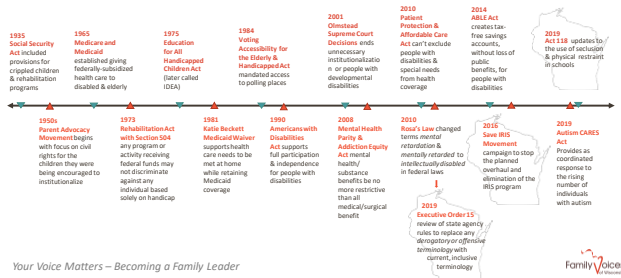 1935
Social Security
Act included
provisions for
crippled children
& rehabilitation
programs
1965
Medicare and
Medicaid
established giving
federally-subsidized
health care to
disabled & elderly
1975
Education
for All
Handicapped
Children Act
(later called
IDEA)
1984
Voting
Accessibility for
the Elderly &
Handicapped Act
mandated access
to polling places
2001
Olmstead
Supreme Court
Decisions ends
unnecessary
institutionalizatio
n or people with
developmental
disabilities
2010
Patient
Protection &
Affordable Care
Act can't exclude
people with
disabilities &
special needs
from health
coverage
2014
ABLE Act
creates tax-
free savings
accounts,
without loss of
public
benefits, for
people with
disabilities
2019
Act 118 updates to
the use of seclusion
& physical restraint
in schools
1950s
Parent Advocacy
Movement begins
with focus on civil
rights for the
children they were
being encouraged to
institutionalize
1973
Rehabilitation Act
with Section 504
any program or
activity receiving
federal funds may
not discriminate
against any
individual based
solely on handicap
1981
Katie Beckett
Medicaid Waiver
supports health
care needs to be
met at home
while retaining
Medicaid
coverage
1990
Americans with
Disabilities
Act supports
full participation
& independence
for people with
disabilities
2008
Mental Health
Parity &
Addiction Equity
Act mental
health/
substance
benefits be no
more restrictive
than all
medical/surgical
benefit
2010
Rosa's Law changed
terms mental
retardation &
mentally retarded to
intellectually disabled
in federal laws
2019
Executive Order 15
review of state agency
rules to replace any
derogatory or offensive
terminology with
current, inclusive
terminology
2016
Save IRIS
Movement
campaign to stop
the planned
overhaul and
elimination of the
IRIS program
2019
Autism CARES
Act
Provides as
coordinated
response to
the rising
number of
individuals
with autism
Your Voice Matters – Becoming a Family Leader
Family Voices
of Wisconsin